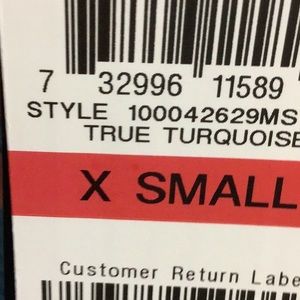 7 32996 11589
STYLE 100042629MS
TRUE TURQUOISE
X SMALL
Customer Return Labe